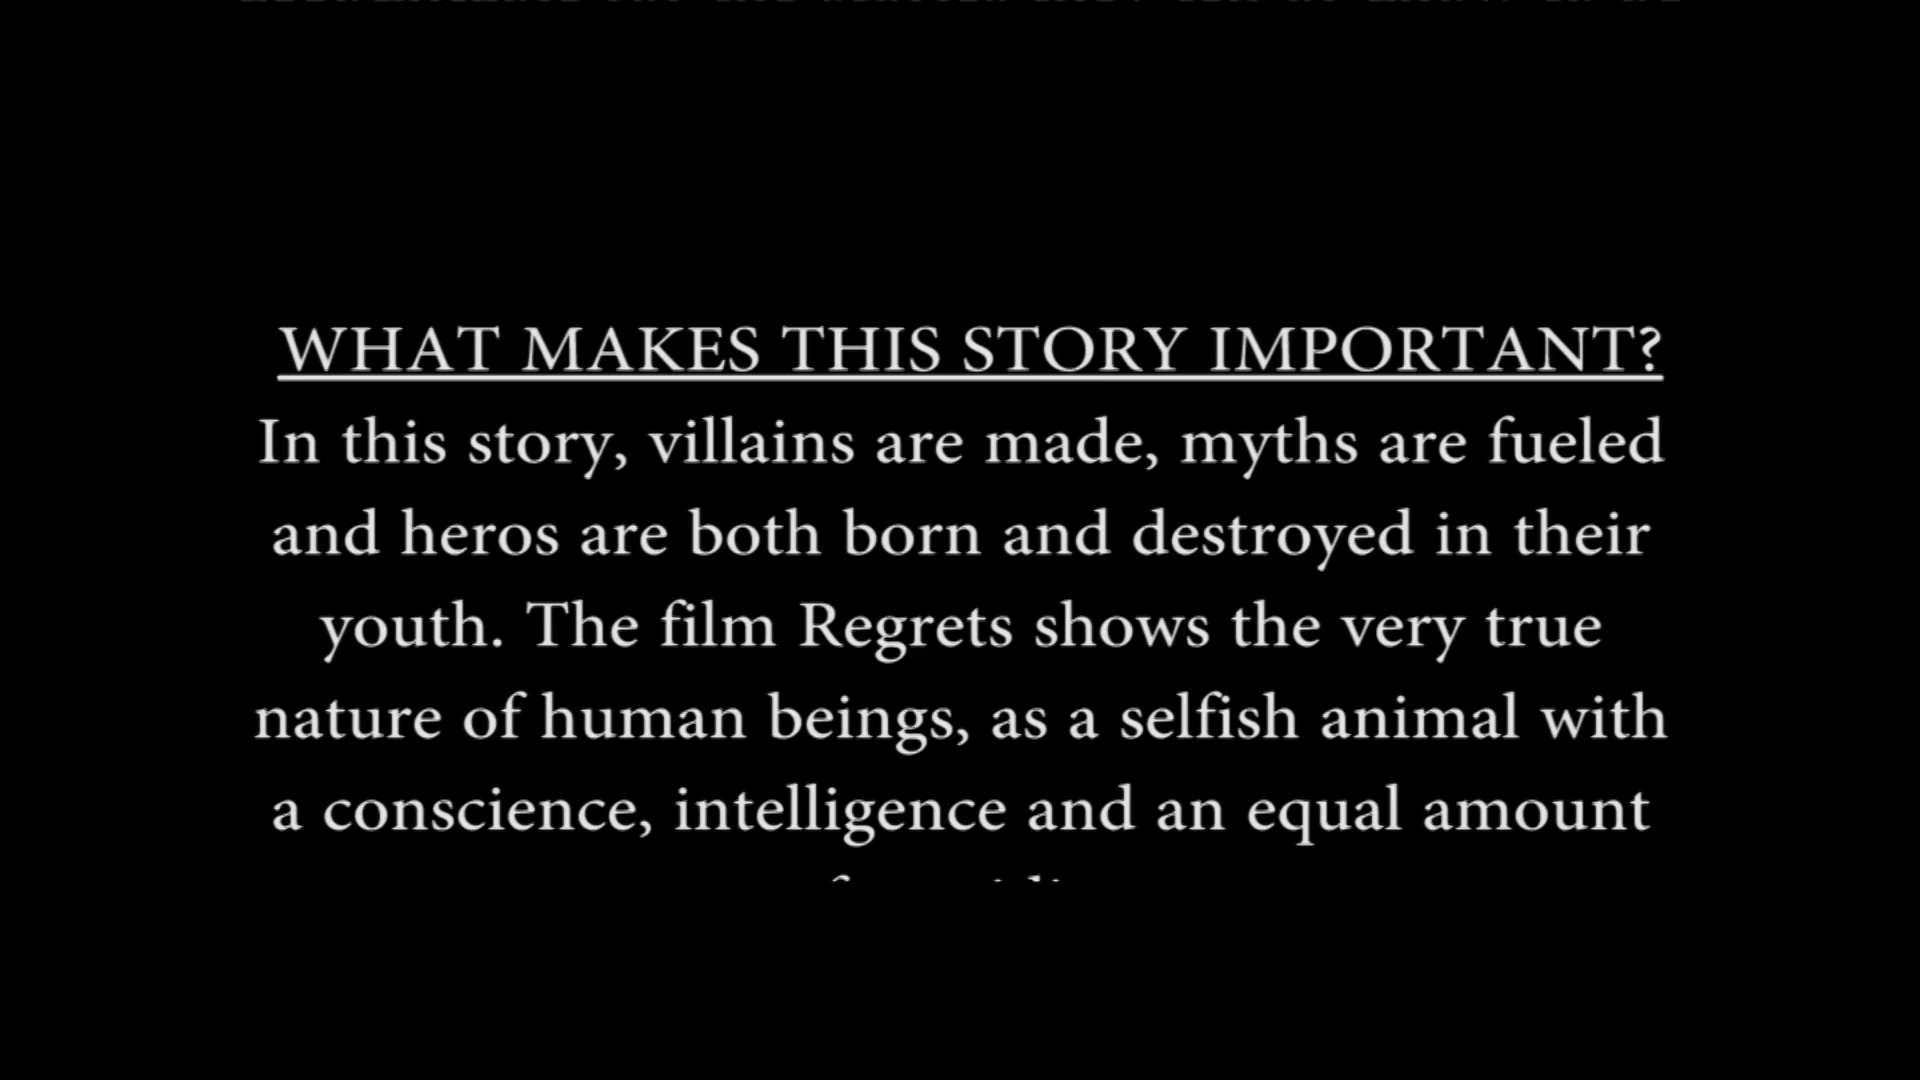 WHAT MAKES THIS STORY IMPORTANT?
In this story, villains are made, myths are fueled
and heros are both born and destroyed in their
youth. The film Regrets shows the very true
nature of human beings, as a selfish animal with
a conscience, intelligence and an equal amount